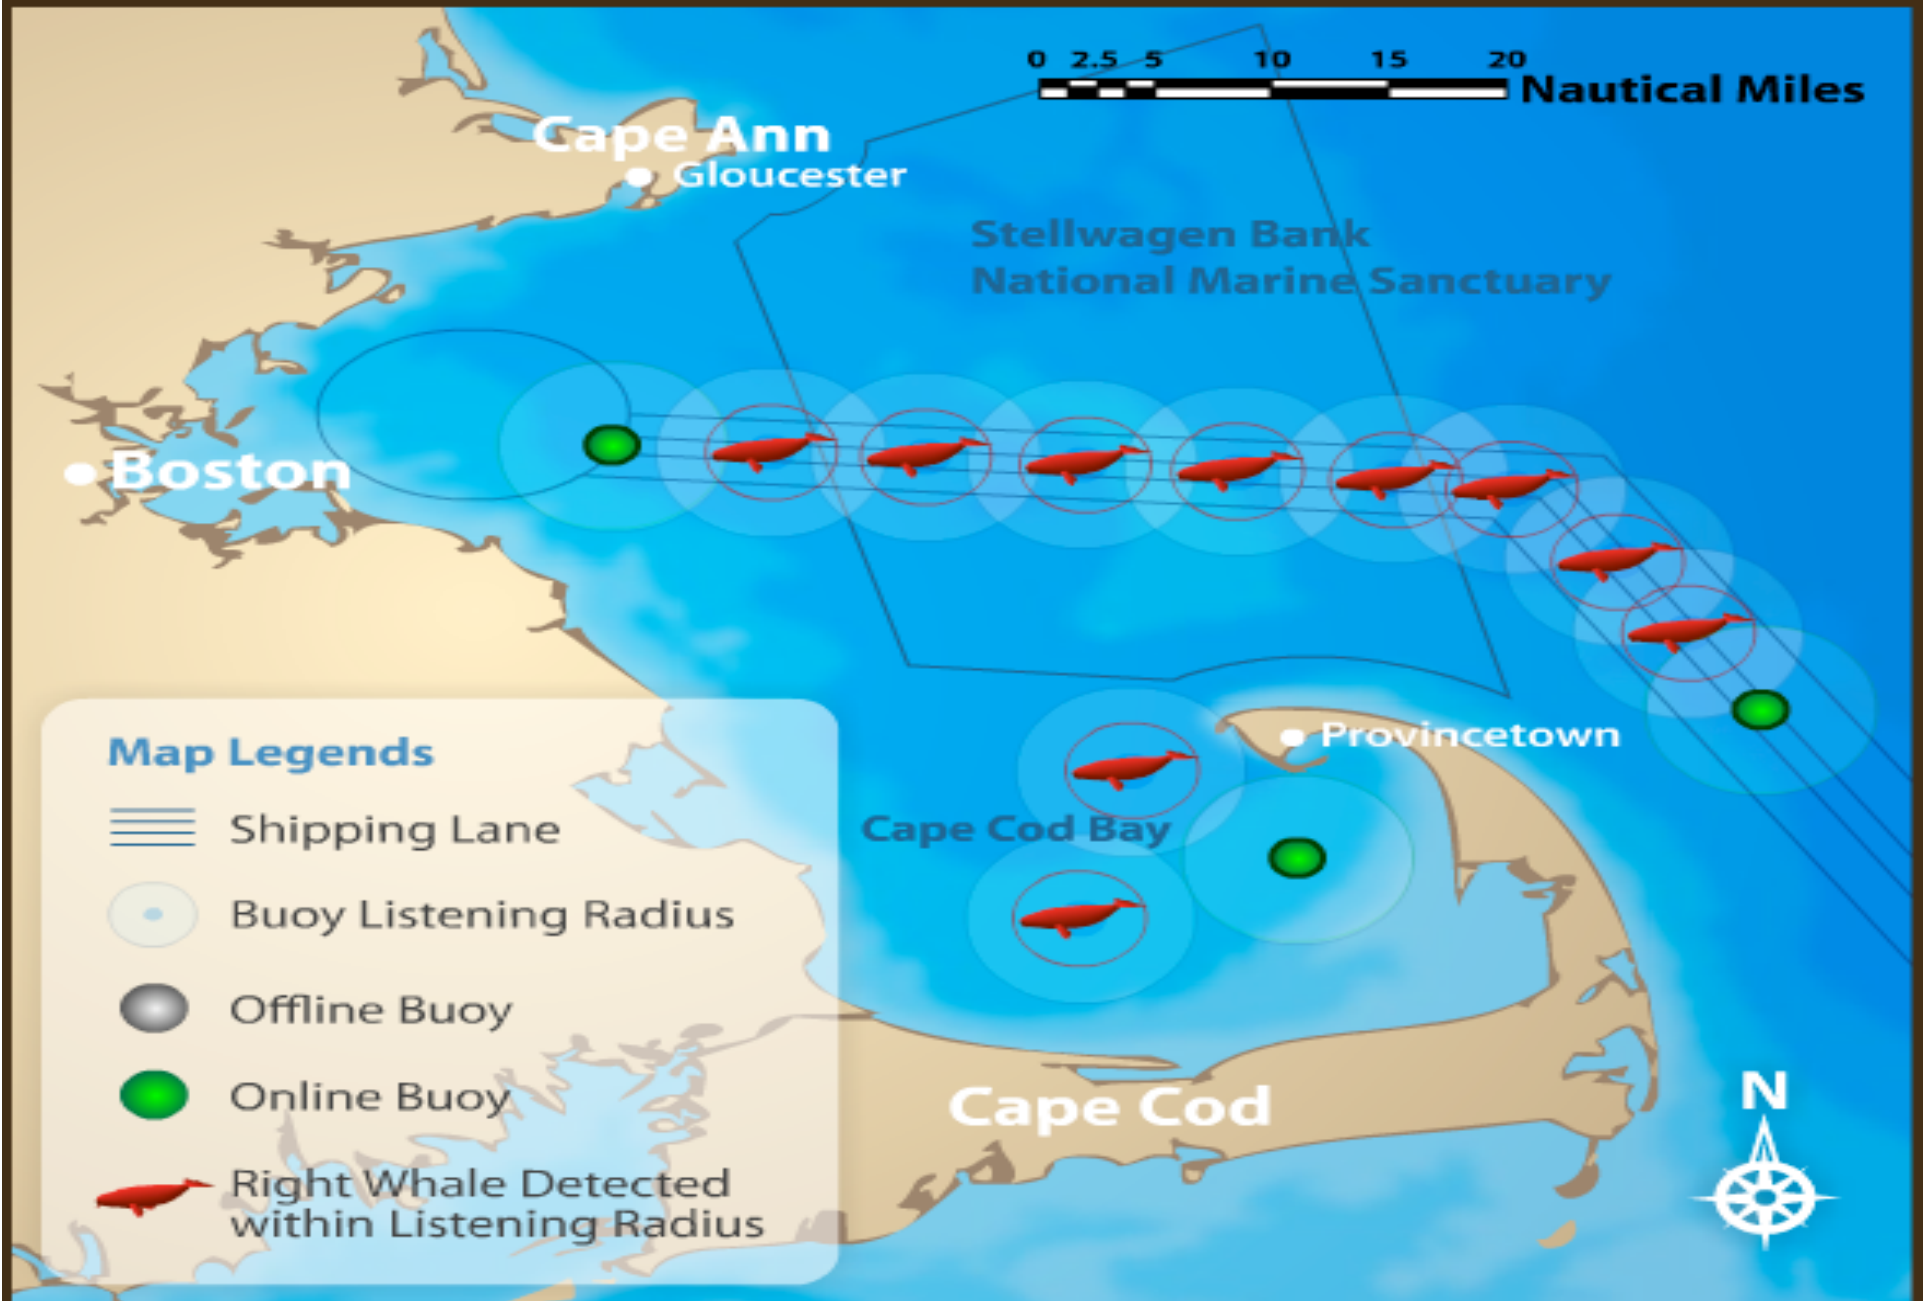 0 2.5 5 10 15 20
Nautical Miles
Cape Ann
Gloucester
Stellwagen Bank
National Marine Sanctuary
Boston
Provincetown
Cape Cod Bay
Cape Cod
N
Map Legends
Shipping Lane
Buoy Listening Radius
Offline Buoy
Online Buoy
Right Whale Detected
within Listening Radius